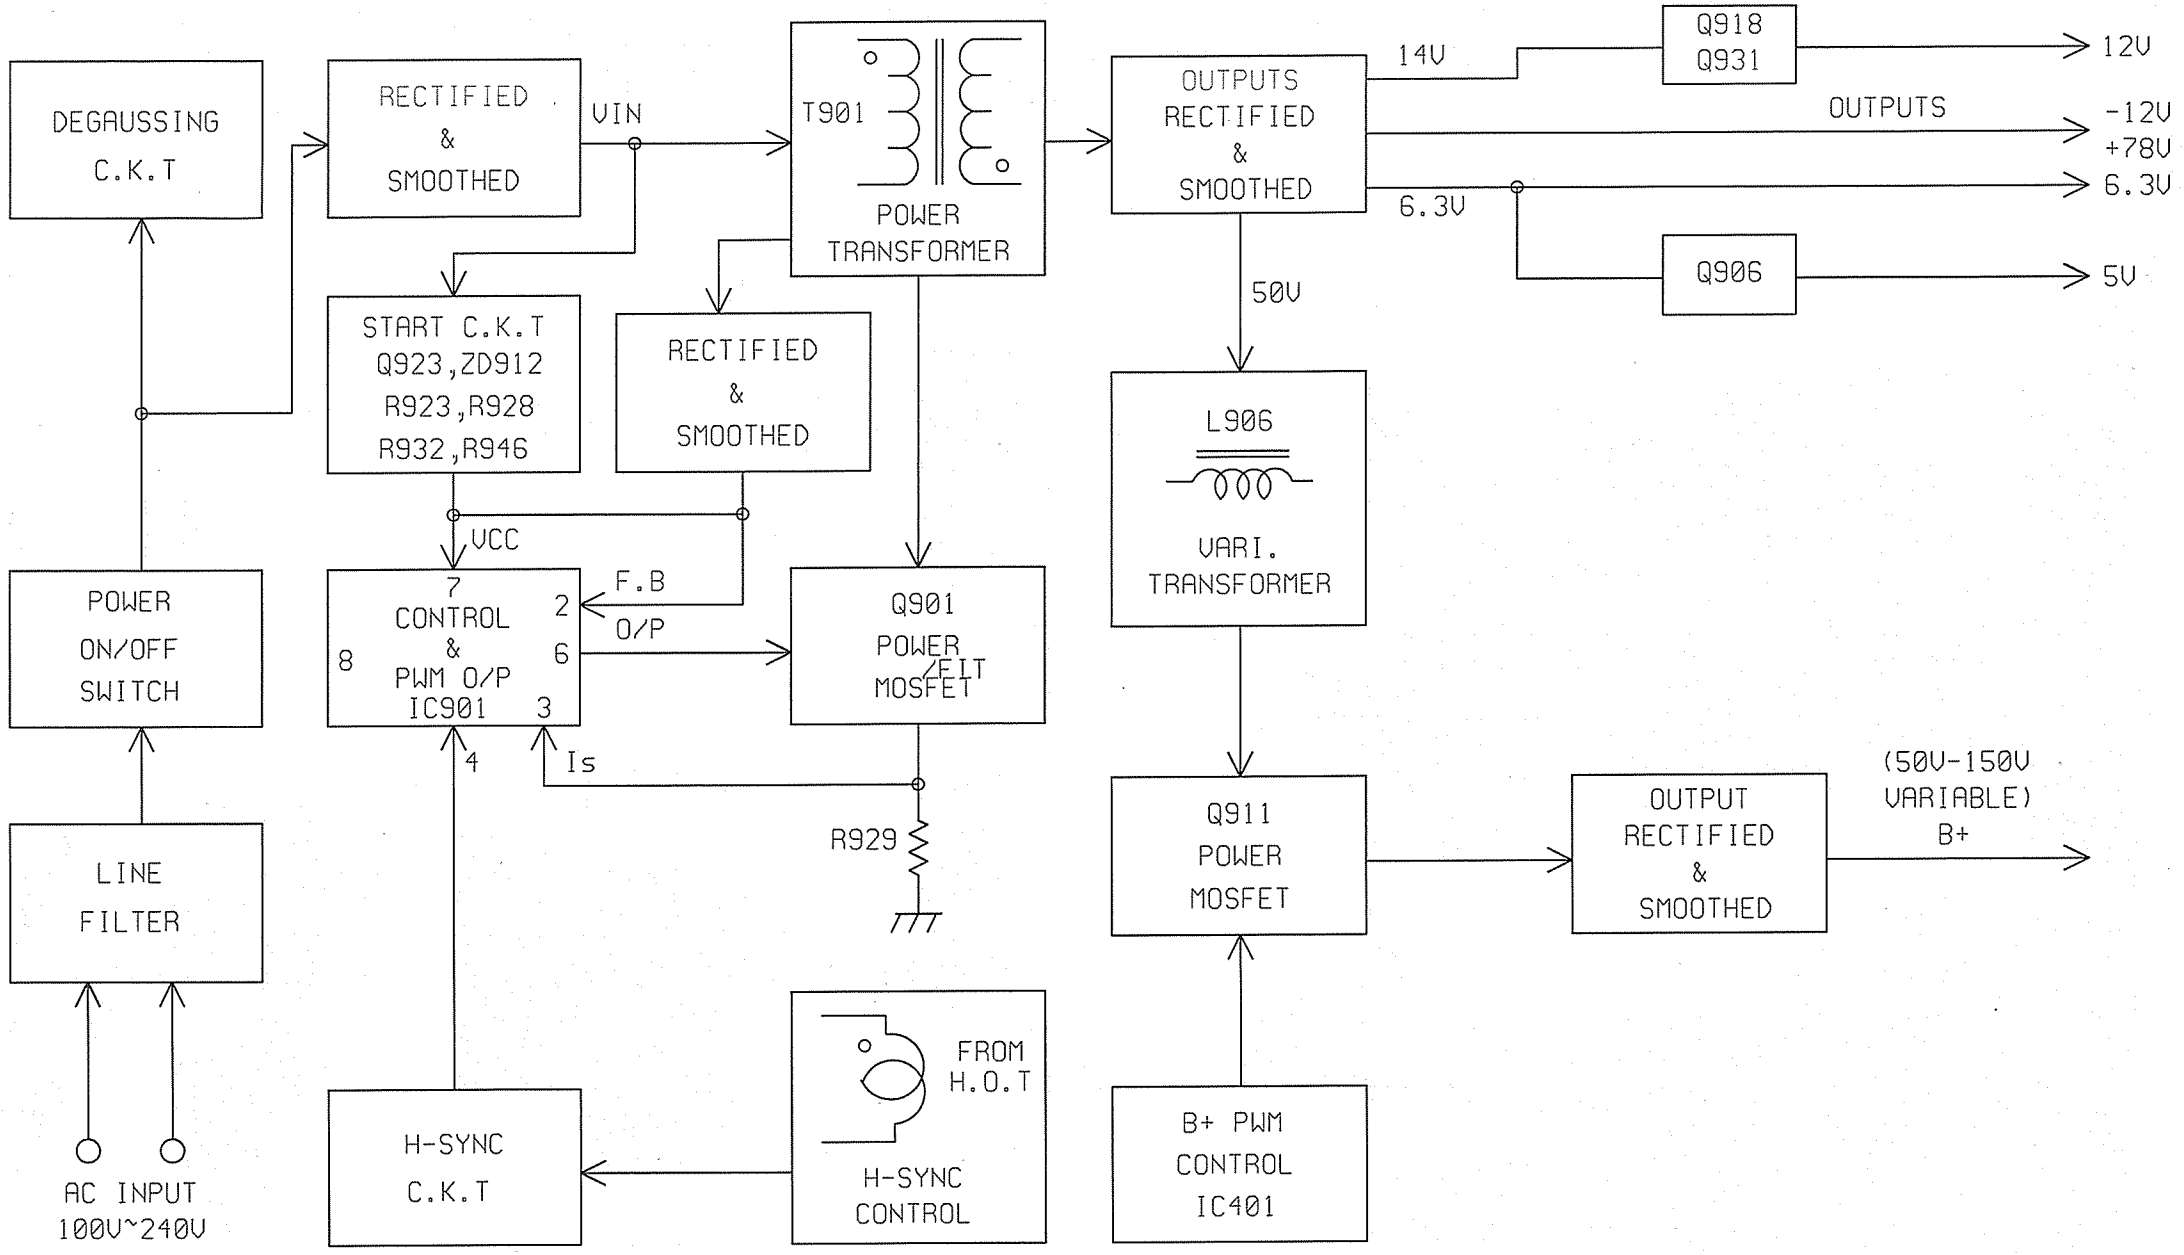 DEGAUSSING
C.K.T
RECTIFIED
&
SMOOTHED
VIN
T901
POWER
TRANSFORMER
OUTPUTS
RECTIFIED
&
SMOOTHED
14V
Q918
Q931
12V
OUTPUTS
-12V
+78V
6.3V
6.3V
Q906
5V
50V
START C.K.T
Q923,ZD912
R923,R928
R932,R946
RECTIFIED
&
SMOOTHED
L906
VARI.
TRANSFORMER
VCC
POWER
ON/OFF
SWITCH
7
CONTROL
&
PWM O/P
IC901
8
2
6
3
4
F.B
O/P
Is
Q901
POWER
MOSFET
R929
LINE
FILTER
Q911
POWER
MOSFET
OUTPUT
RECTIFIED
&
SMOOTHED
(50V-150V
VARIABLE)
B+
AC INPUT
100V~240V
H-SYNC
C.K.T
FROM
H.O.T
H-SYNC
CONTROL
B+ PWM
CONTROL
IC401